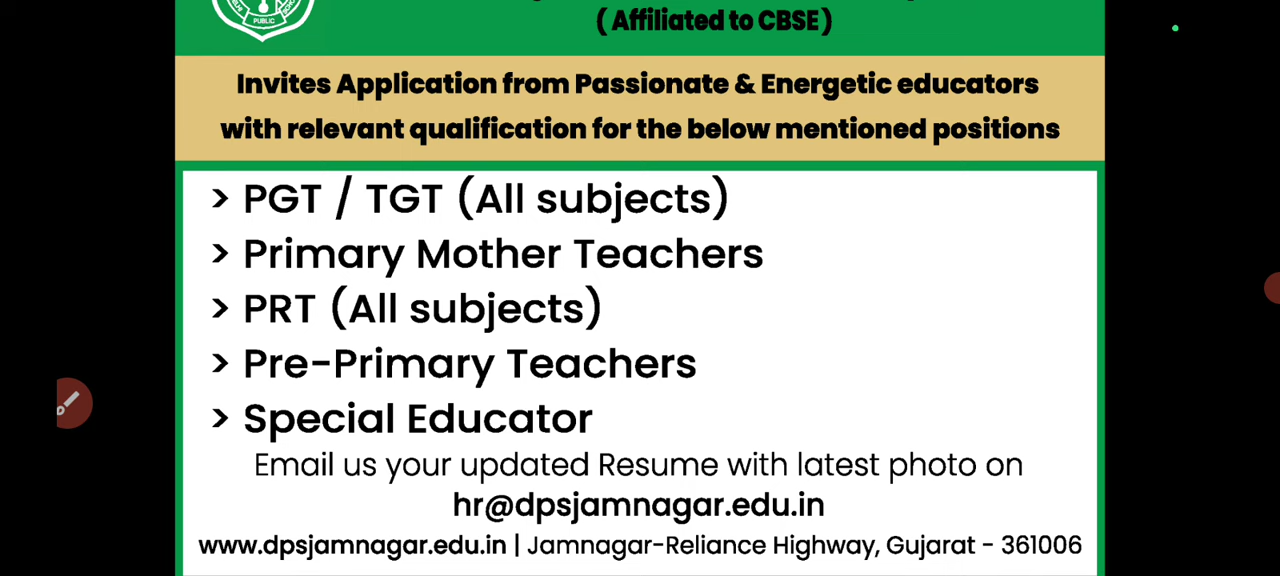 PUBLIC
(Affiliated to CBSE)
Invites Application from Passionate & Energetic educators
with relevant qualification for the below mentioned positions
> PGT / TGT (All subjects)
> Primary Mother Teachers
> PRT (All subjects)
> Pre-Primary Teachers
> Special Educator
Email us your updated Resume with latest photo on
hr@dpsjamnagar.edu.in
www.dpsjamnagar.edu.in | Jamnagar-Reliance Highway, Gujarat - 361006